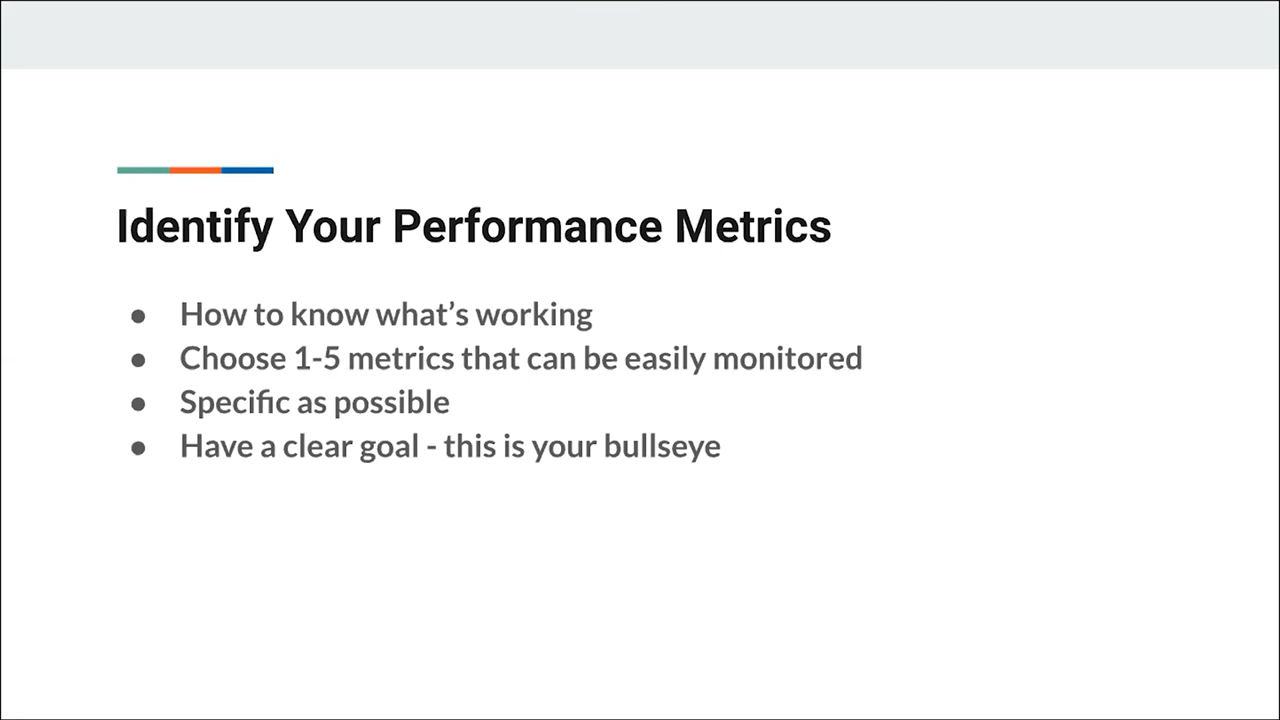 Identify Your Performance Metrics
● How to know what’s working
● Choose 1-5 metrics that can be easily monitored
● Specific as possible
● Have a clear goal - this is your bullseye